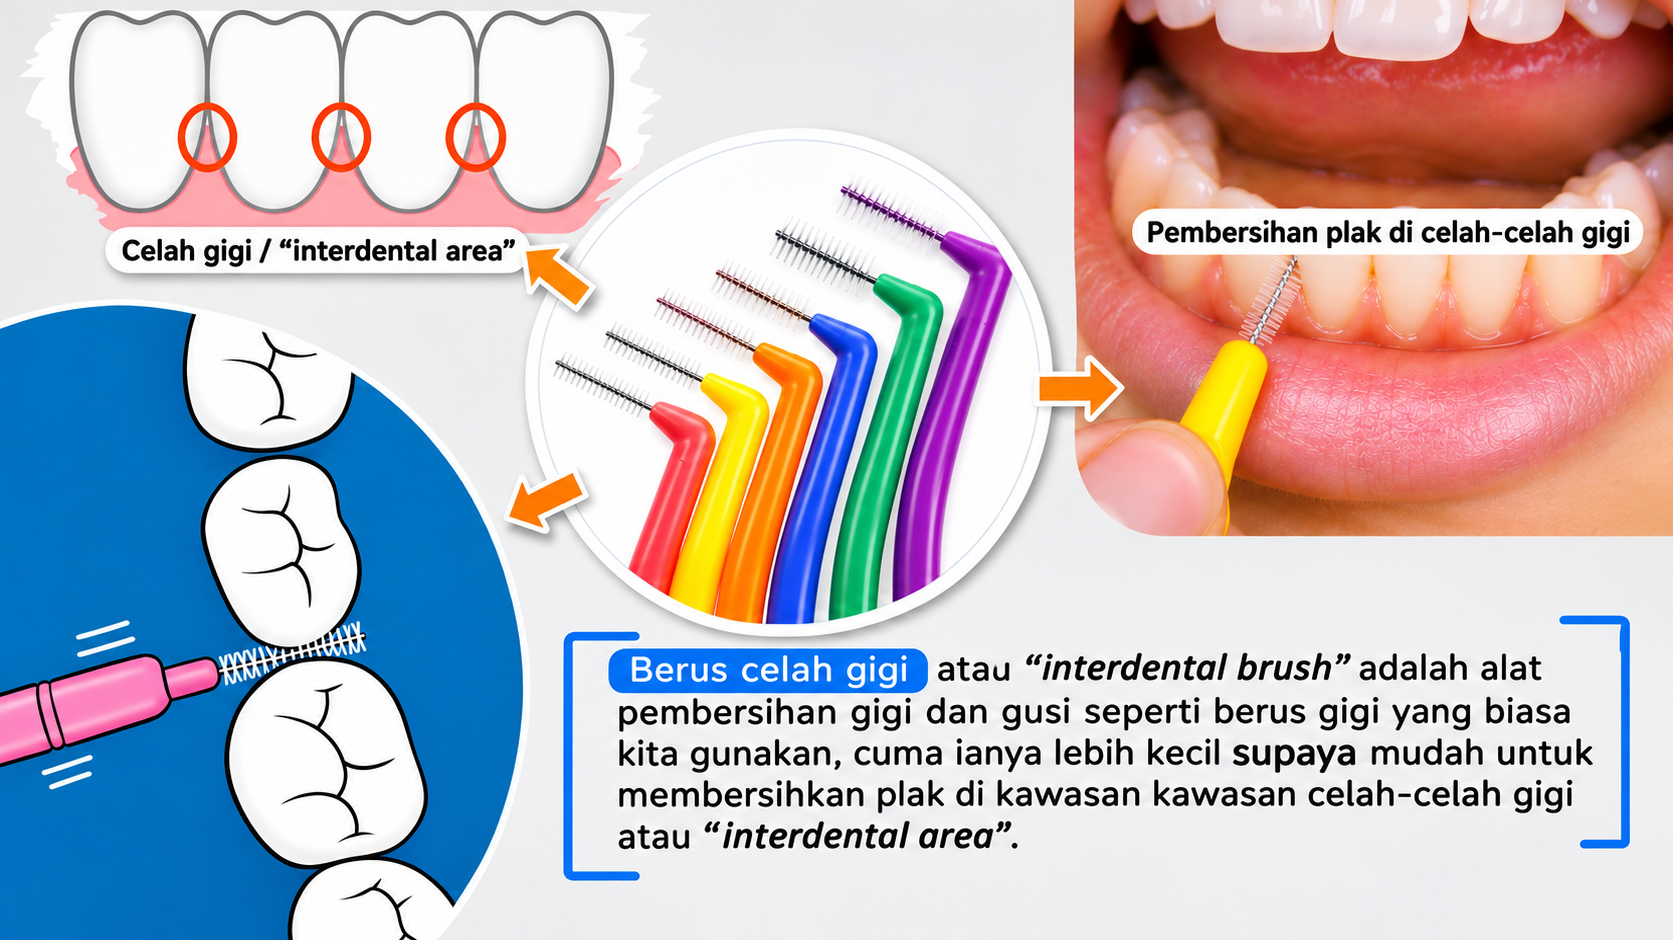 Celah gigi / “interdental area”
Pembersihan plak di celah-celah gigi
Berus celah gigi atau “interdental brush” adalah alat
pembersihan gigi dan gusi seperti berus gigi yang biasa
kita gunakan, cuma ianya lebih kecil supaya mudah untuk
membersihkan plak di kawasan kawasan celah-celah gigi
atau “interdental area”.